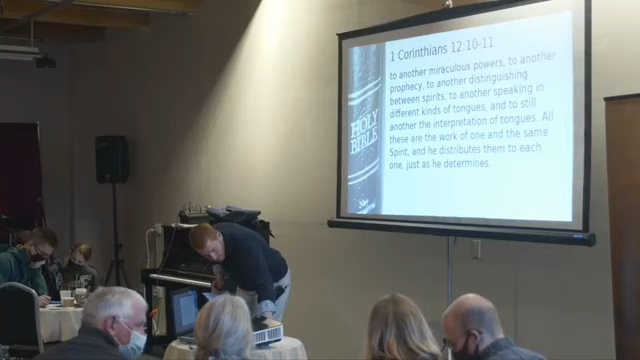 1 Corinthians 12:10-11
to another miraculous powers, to another
prophecy, to another distinguishing
between spirits, to another speaking in
different kinds of tongues, and to still
another the interpretation of tongues. All
these are the work of one and the same
Spirit, and he distributes them to each
one, just as he determines.
HOLY
BIBLE